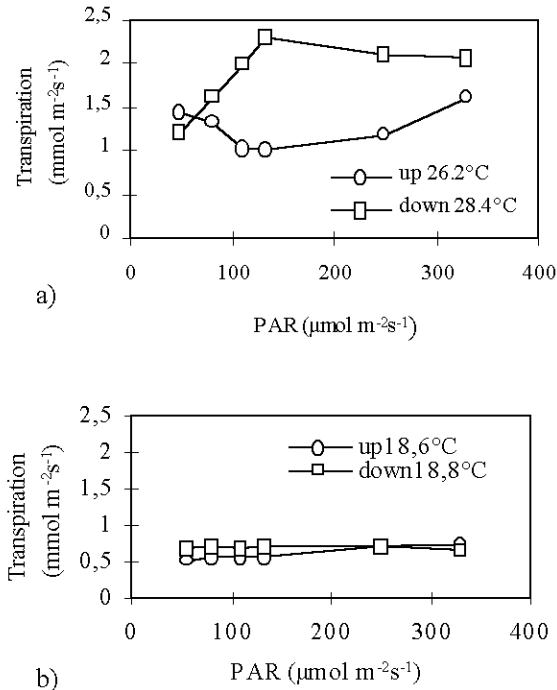 2,5
2
1,5
1
0,5
0
Transpiration
(mmol m-2s-1)
up 26.2°C
down 28.4°C
0 100 200 300 400
a)
PAR (µmol m-2s-1)
2,5
2
1,5
1
0,5
0
Transpiration
(mmol m-2s-1)
up18,6°C
down18,8°C
0 100 200 300 400
b)
PAR (µmol m-2s-1)